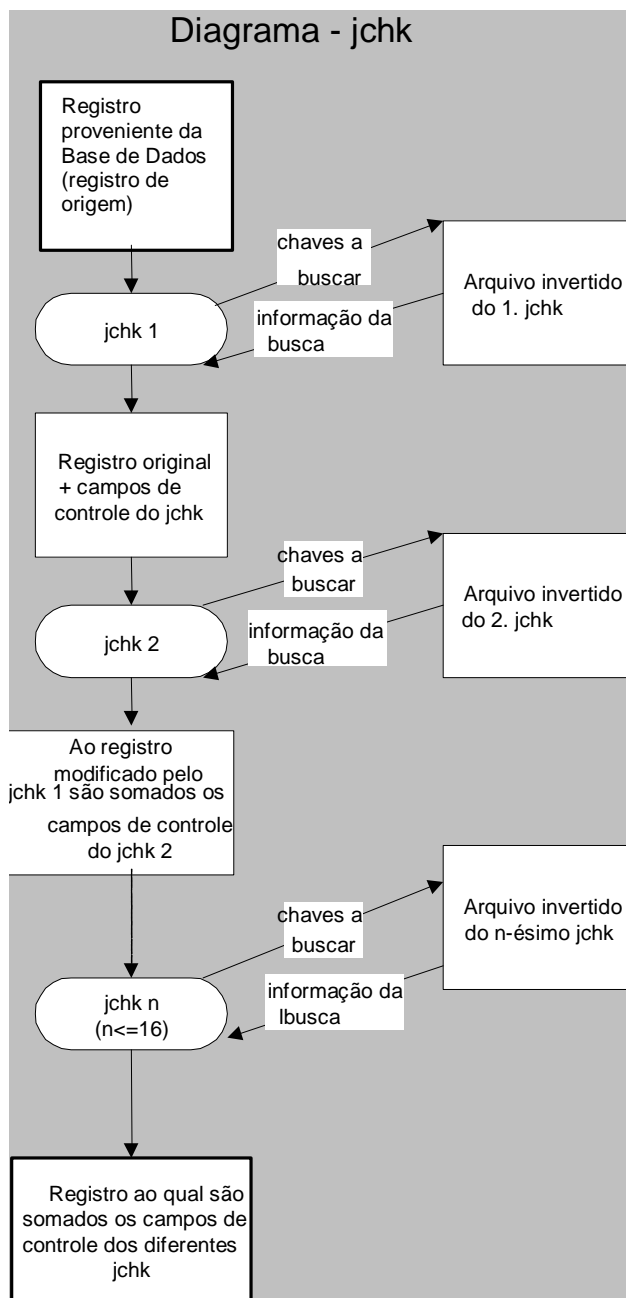 Diagrama - jchk
Registro
proveniente da
Base de Dados
(registro de
origem)
chaves a
buscar
Arquivo invertido
do 1. jchk
jchk 1
informação da
busca
Registro original
+ campos de
controle do jchk
chaves a
buscar
Arquivo invertido
do 2. jchk
jchk 2
informação da
busca
Ao registro
modificado pelo
jchk 1 são somados os
campos de controle
do jchk 2
chaves a
buscar
Arquivo invertido
do n-ésimo jchk
jchk n
(n<=16)
informação da
lbusca
Registro ao qual são
somados os campos de
controle dos diferentes
jchk